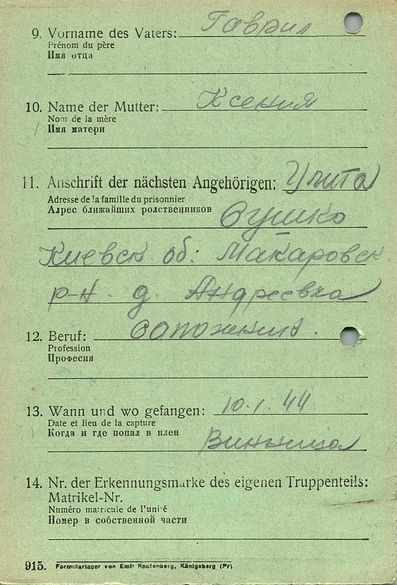 9. Vorname des Vaters: Гаврил
Prénom du père
Имя отца
10. Name der Mutter: Ксения
Nom de la mère
Имя матери
11. Anschrift der nächsten Angehörigen: Улита
Adresse de la famille du prisonnier
Адрес ближайших родственников
Сушко
Киевск. об. Макаровск.
р-н. д. Андреевка
12. Beruf: сапожник.
Profession
Професия
13. Wann und wo gefangen: 10.1.44
Date et lieu de la capture
Когда и где попал в плен
Винница
14. Nr. der Erkennungsmarke des eigenen Truppenteils:
Matrikel-Nr.
Numéro matricule de l'unité
Номер в собственной части
915. Formularlager von Emil Rautenberg, Königsberg (Pr)